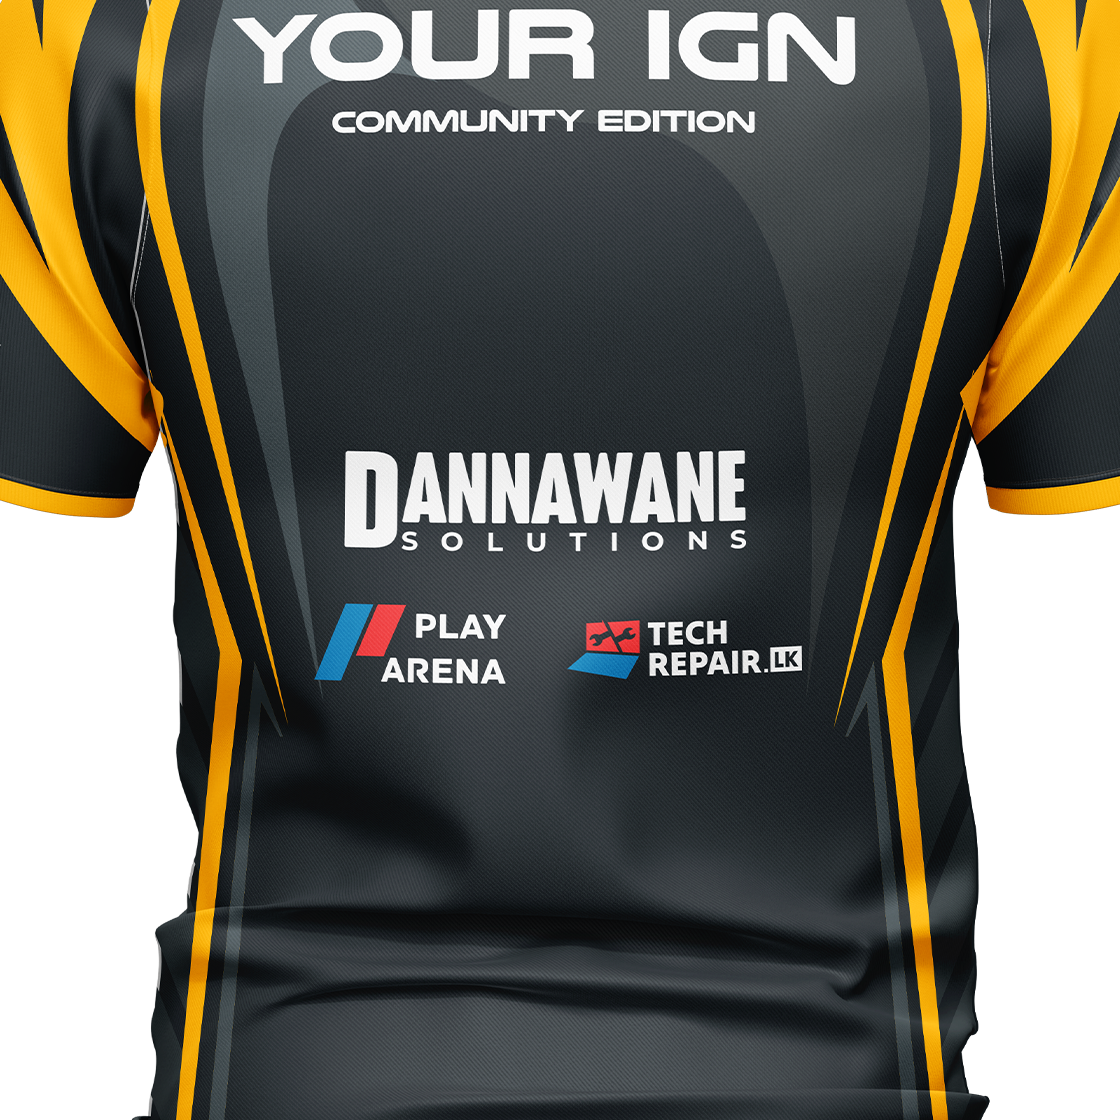 YOUR IGN
COMMUNITY EDITION
DANNAWANE
SOLUTIONS
PLAY
ARENA
TECH
REPAIR.LK